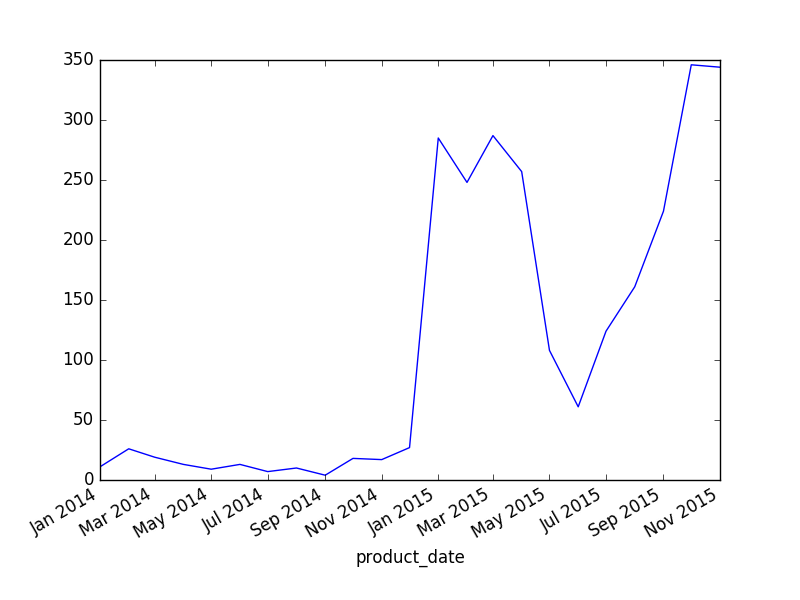 350
300
250
200
150
100
50
0
Jan 2014
Mar 2014
May 2014
Jul 2014
Sep 2014
Nov 2014
Jan 2015
Mar 2015
May 2015
Jul 2015
Sep 2015
Nov 2015
product_date